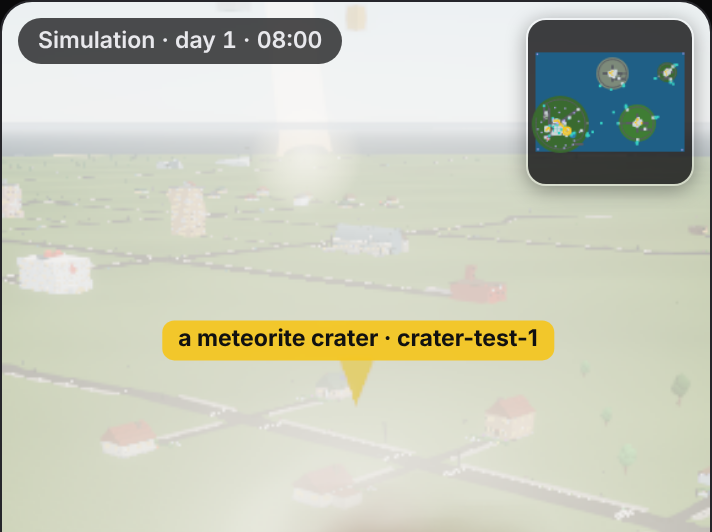 Simulation · day 1 · 08:00
a meteorite crater · crater-test-1